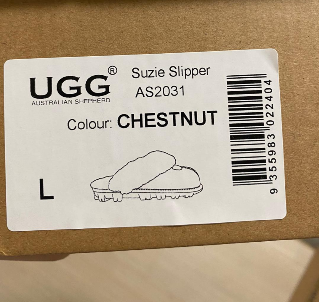 UGG®
AUSTRALIAN SHEPHERD
Suzie Slipper
AS2031
Colour: CHESTNUT
L
9 355983 022404